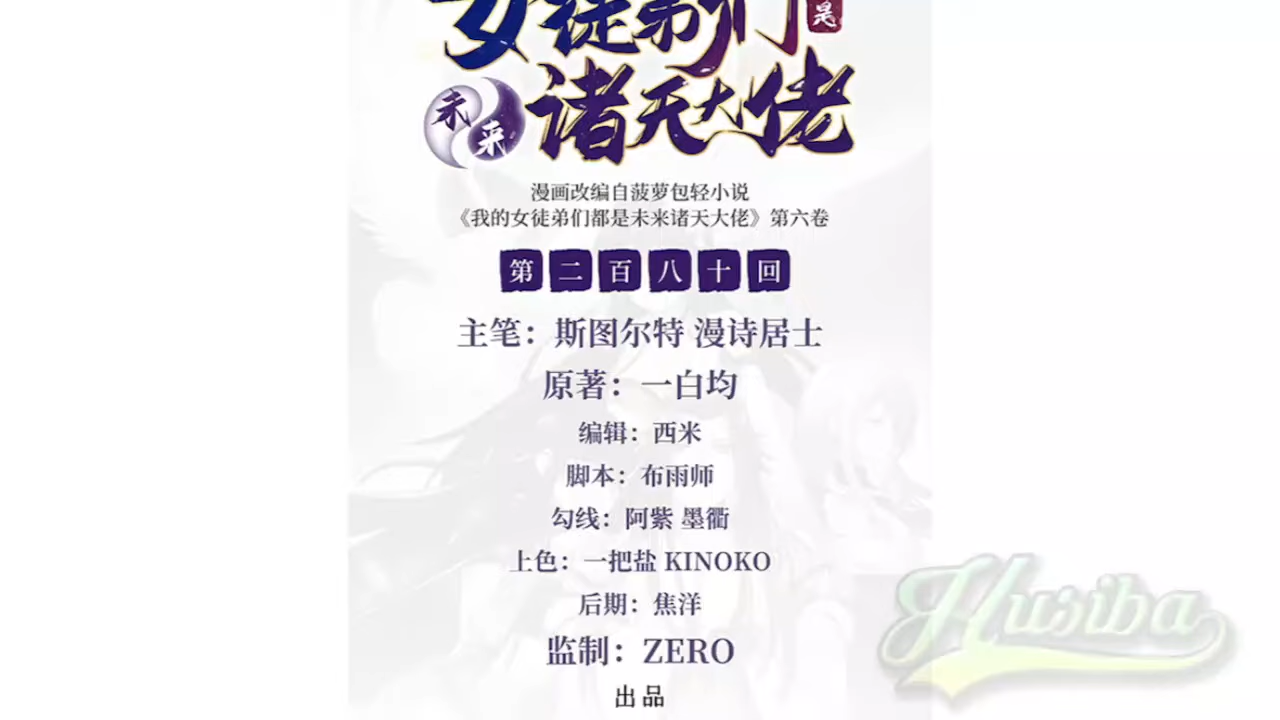 女徒弟们是
未来诸天大佬
漫画改编自菠萝包轻小说
《我的女徒弟们都是未来诸天大佬》第六卷
第二百八十回
主笔：斯图尔特 漫诗居士
原著：一白均
编辑：西米
脚本：布雨师
勾线：阿紫 墨衢
上色：一把盐 KINOKO
后期：焦洋
监制：ZERO
出品
Husiba